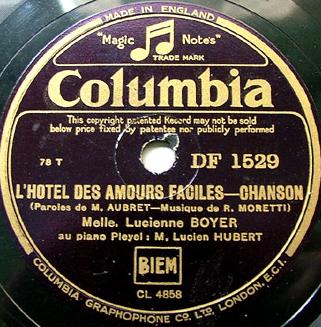 MADE IN ENGLAND
"Magic Notes"
TRADE MARK
Columbia
This copyright patented Record may not be sold
below price fixed by patentee nor publicly performed
78 T
DF 1529
L'HOTEL DES AMOURS FACILES—CHANSON
(Paroles de M. AUBRET—Musique de R. MORETTI)
Melle. Lucienne BOYER
au piano Pleyel: M, Lucien HUBERT
BIEM
CL 4858
COLUMBIA GRAPHOPHONE CO. LTD, LONDON, E.C.1.